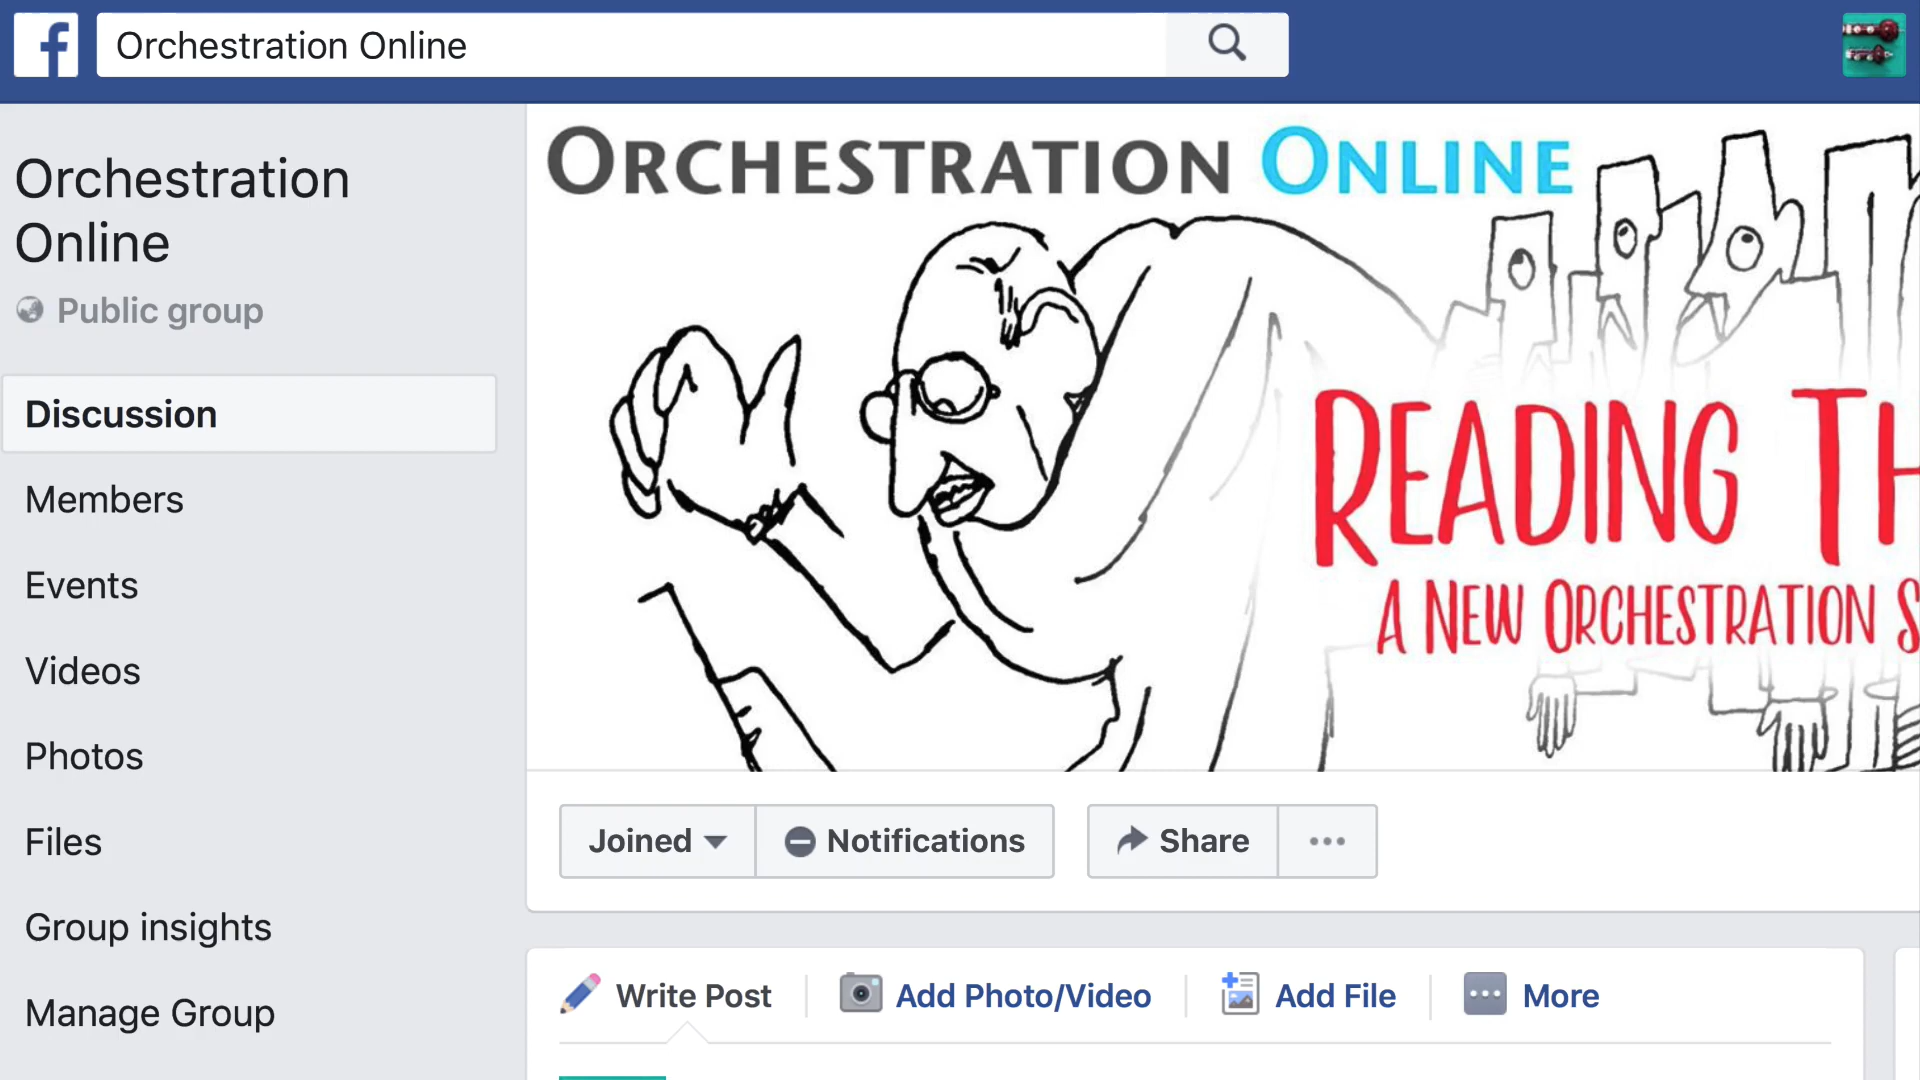 Orchestration Online
Orchestration
Online
Public group
Discussion
Members
Events
Videos
Photos
Files
Group insights
Manage Group
ORCHESTRATION ONLINE
READING TH
A NEW ORCHESTRATION S
Joined
Notifications
Share
Write Post
Add Photo/Video
Add File
More